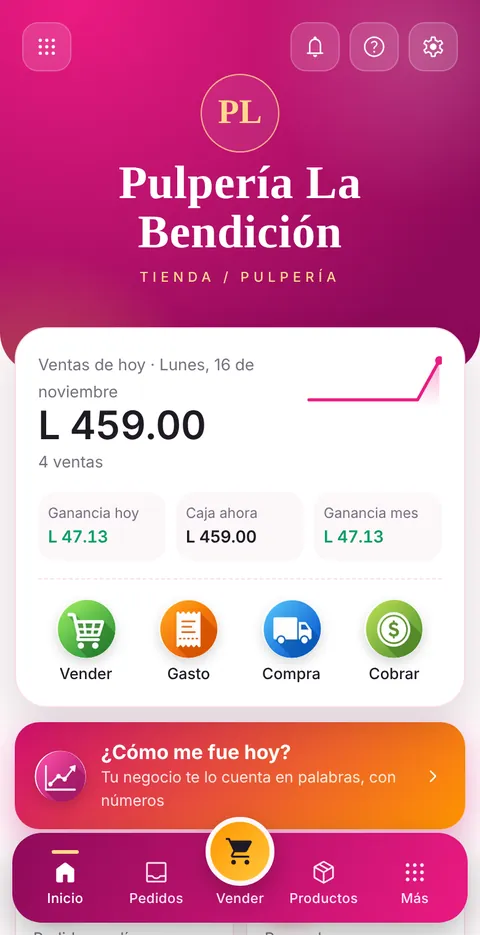 PL
Pulpería La
Bendición
TIENDA / PULPERÍA
Ventas de hoy · Lunes, 16 de
noviembre
L 459.00
4 ventas
Ganancia hoy
L 47.13
Caja ahora
L 459.00
Ganancia mes
L 47.13
Vender
Gasto
Compra
Cobrar
¿Cómo me fue hoy?
Tu negocio te lo cuenta en palabras, con
números
Inicio
Pedidos
Vender
Productos
Más